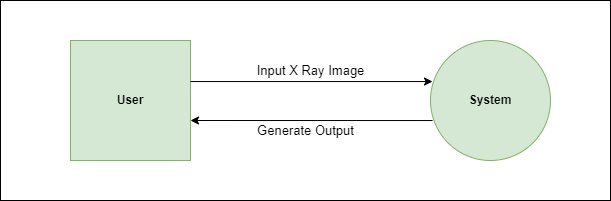 Input X Ray Image
User
System
Generate Output